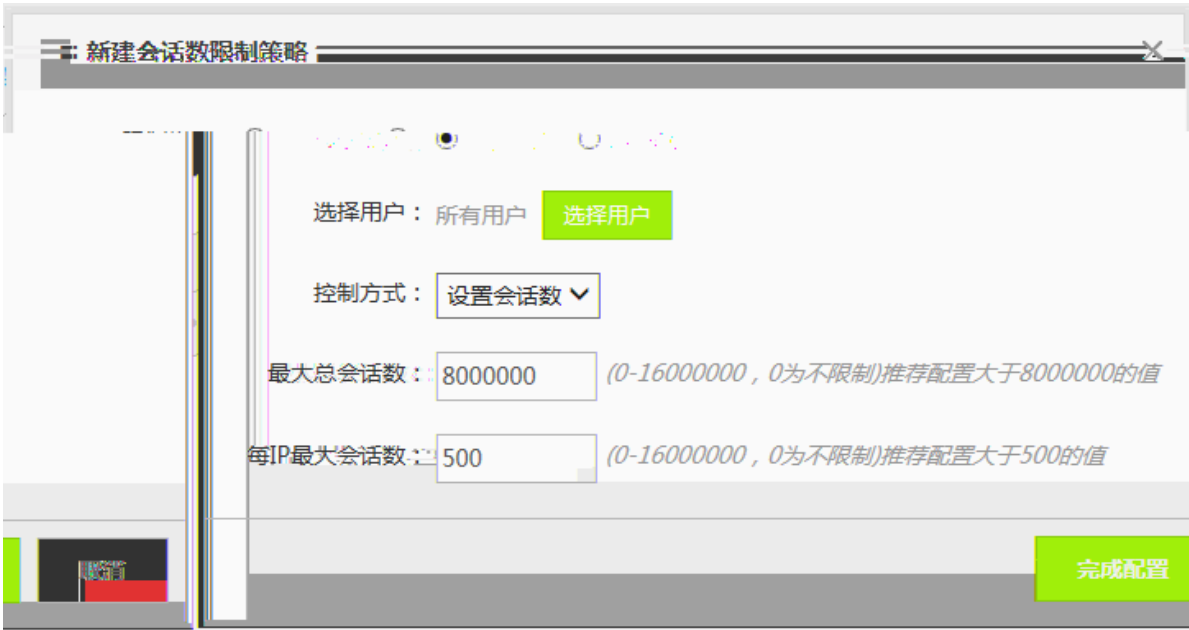 新建会话数限制策略
选择用户： 所有用户 选择用户
控制方式： 设置会话数
最大总会话数： 8000000 (0-16000000，0为不限制)推荐配置大于8000000的值
每IP最大会话数： 500 (0-16000000，0为不限制)推荐配置大于500的值
完成配置